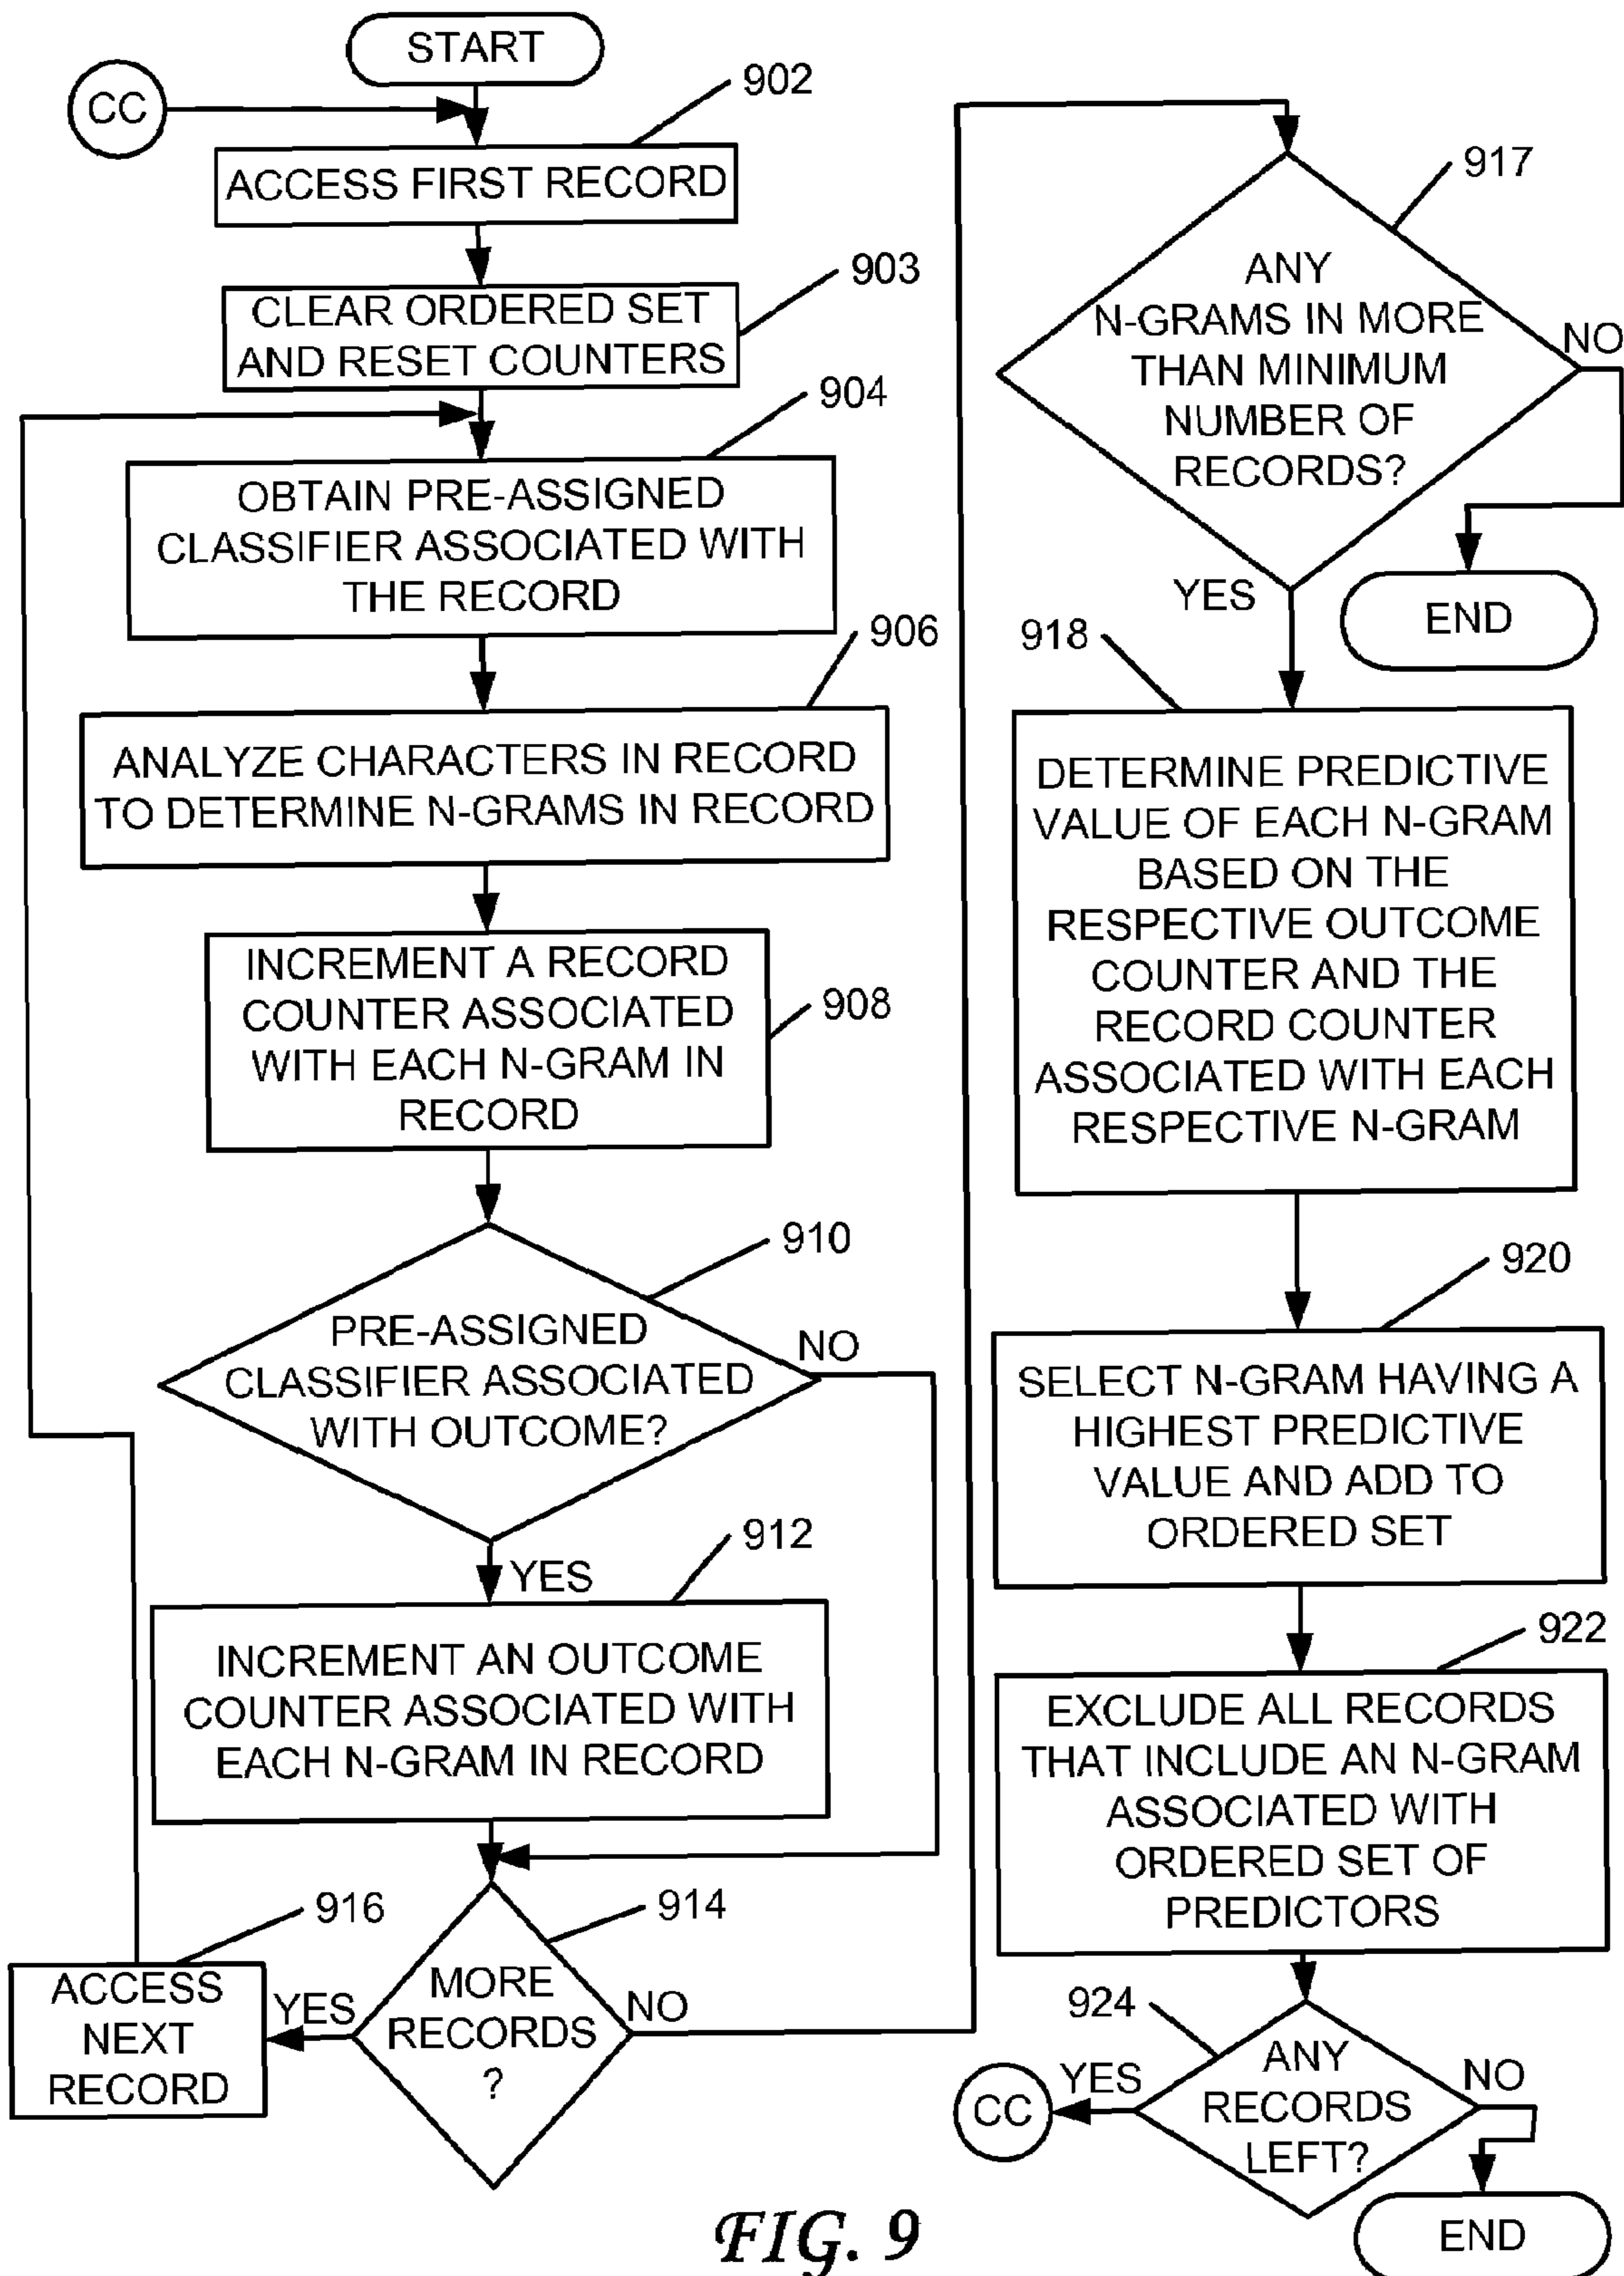 START
CC
902
ACCESS FIRST RECORD
903
CLEAR ORDERED SET
AND RESET COUNTERS
904
OBTAIN PRE-ASSIGNED
CLASSIFIER ASSOCIATED WITH
THE RECORD
906
ANALYZE CHARACTERS IN RECORD
TO DETERMINE N-GRAMS IN RECORD
INCREMENT A RECORD
COUNTER ASSOCIATED
WITH EACH N-GRAM IN
RECORD
908
910
PRE-ASSIGNED
CLASSIFIER ASSOCIATED
WITH OUTCOME?
NO
YES
912
INCREMENT AN OUTCOME
COUNTER ASSOCIATED WITH
EACH N-GRAM IN RECORD
914
MORE
RECORDS
?
YES
NO
916
ACCESS
NEXT
RECORD
917
ANY
N-GRAMS IN MORE
THAN MINIMUM
NUMBER OF
RECORDS?
NO
END
YES
918
DETERMINE PREDICTIVE
VALUE OF EACH N-GRAM
BASED ON THE
RESPECTIVE OUTCOME
COUNTER AND THE
RECORD COUNTER
ASSOCIATED WITH EACH
RESPECTIVE N-GRAM
920
SELECT N-GRAM HAVING A
HIGHEST PREDICTIVE
VALUE AND ADD TO
ORDERED SET
922
EXCLUDE ALL RECORDS
THAT INCLUDE AN N-GRAM
ASSOCIATED WITH
ORDERED SET OF
PREDICTORS
924
ANY
RECORDS
LEFT?
YES
CC
NO
END
FIG. 9